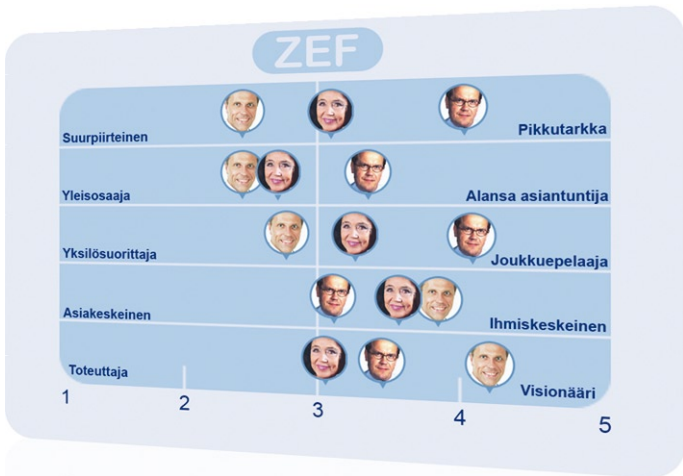 ZEF
Suurpiirteinen Pikkutarkka
Yleisosaaja Alansa asiantuntija
Yksilösuorittaja Joukkuepelaaja
Asiakeskeinen Ihmiskeskeinen
Toteuttaja Visionääri
1 2 3 4 5